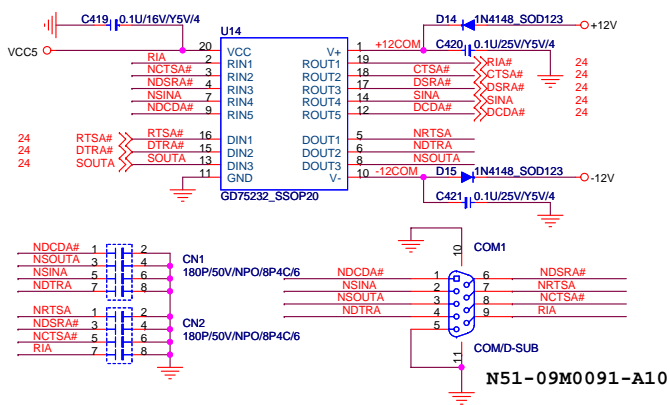 C419 0.1U/16V/Y5V/4
U14
D14 1N4148_SOD123
+12V
VCC5
20 VCC V+ 1 +12COM
C420 0.1U/25V/Y5V/4
RIA 2 RIN1 ROUT1 19 RIA# 24
NCTSA# 3 RIN2 ROUT2 18 CTSA# CTSA# 24
NDSRA# 4 RIN3 ROUT3 17 DSRA# DSRA# 24
NSINA 7 RIN4 ROUT4 14 SINA SINA 24
NDCDA# 9 RIN5 ROUT5 12 DCDA# DCDA# 24
24 RTSA# RTSA# 16 DIN1 DOUT1 5 NRTSA
24 DTRA# DTRA# 15 DIN2 DOUT2 6 NDTRA
24 SOUTA SOUTA 13 DIN3 DOUT3 8 NSOUTA
11 GND V- 10 -12COM D15 1N4148_SOD123 -12V
GD75232_SSOP20
C421 0.1U/25V/Y5V/4
NDCDA# 1 2
NSOUTA 3 4
NSINA 5 6
NDTRA 7 8
CN1
180P/50V/NPO/8P4C/6
NRTSA 1 2
NDSRA# 3 4
NCTSA# 5 6
RIA 7 8
CN2
180P/50V/NPO/8P4C/6
10 COM1
NDCDA# 1 6 NDSRA#
NSINA 2 7 NRTSA
NSOUTA 3 8 NCTSA#
NDTRA 4 9 RIA
5
11 COM/D-SUB
N51-09M0091-A10